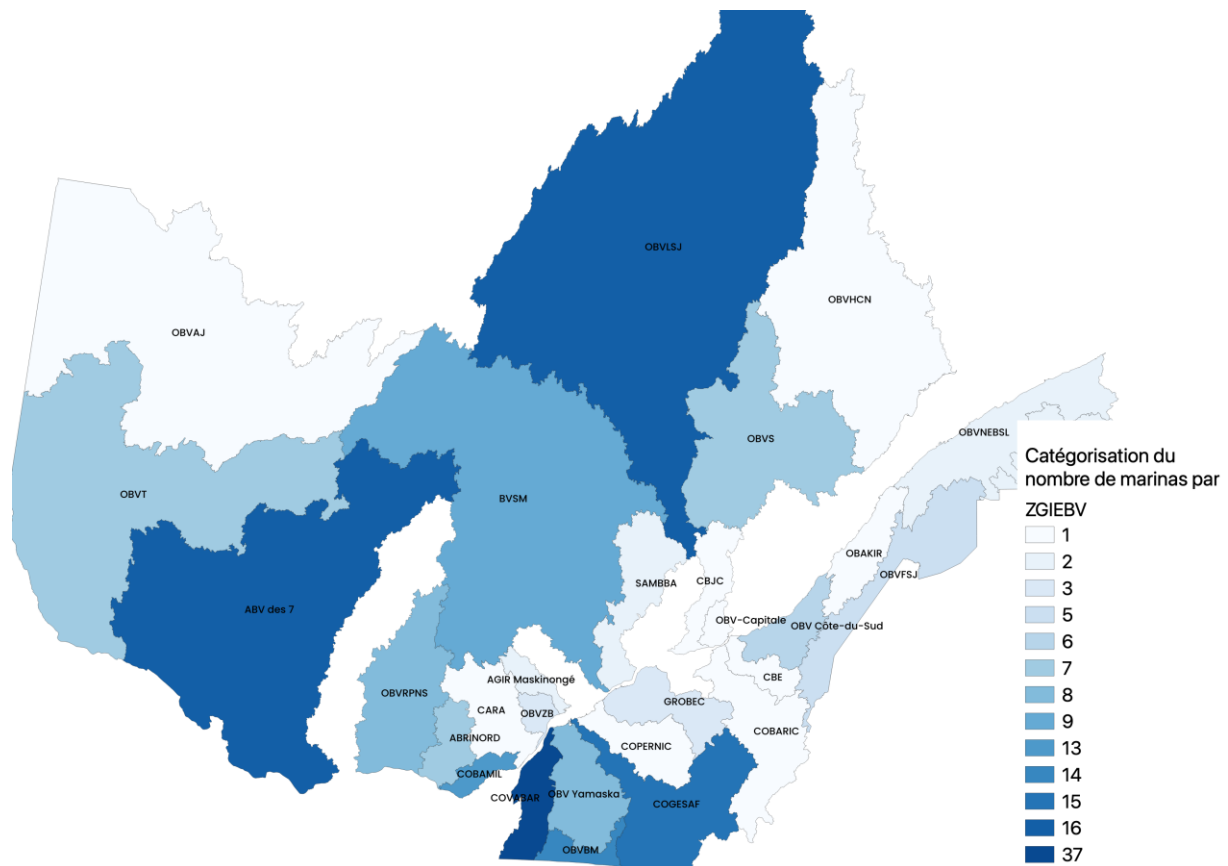 OBVLSJ
OBVHCN
OBVAJ
OBVNEBSL
OBVS
OBVT
BVSM
OBAKIR
OBVFSJ
SAMBBA
CBJC
ABV des 7
OBV-Capitale
OBV Côte-du-Sud
OBVRPNS
AGIR Maskinongé
CBE
CARA
OBVZB
GROBEC
COBARIC
ABRINORD
COPERNIC
COBAMIL
COVABAR
OBV Yamaska
COGESAF
OBVBM
Catégorisation du
nombre de marinas par
ZGIEBV
1
2
3
5
6
7
8
9
13
14
15
16
37